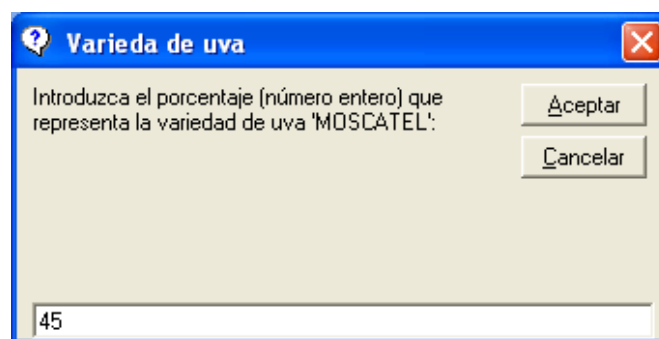 Varieda de uva
Introduzca el porcentaje (número entero) que
representa la variedad de uva 'MOSCATEL':
Aceptar
Cancelar
45